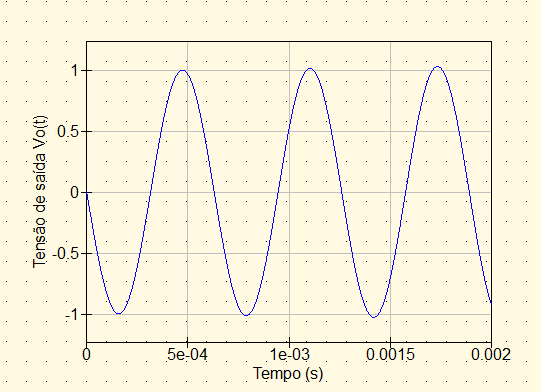 Tensão de saída Vo(t)
1
0.5
0
-0.5
-1
0 5e-04 1e-03 0.0015 0.002
Tempo (s)